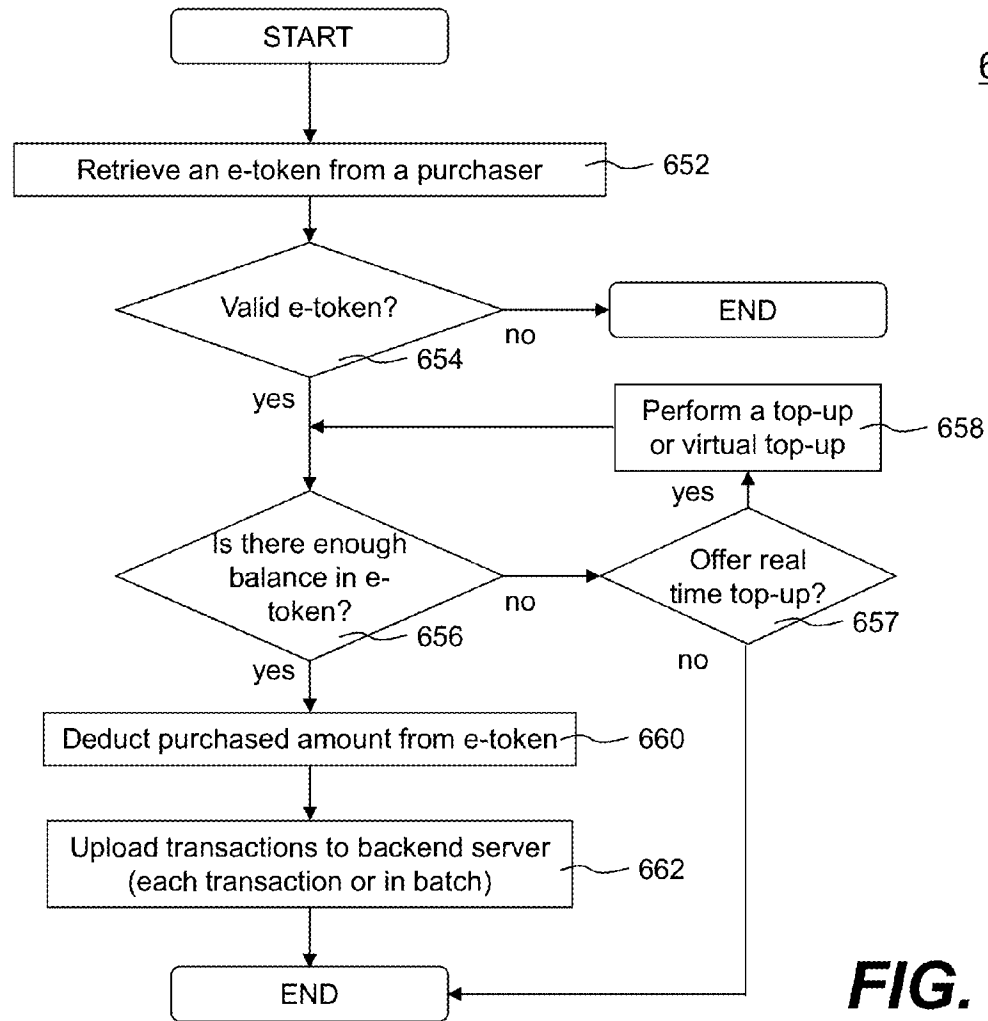 START
6
Retrieve an e-token from a purchaser
652
Valid e-token?
654
no
END
yes
Perform a top-up
or virtual top-up
658
yes
Is there enough
balance in e-
token?
656
no
Offer real
time top-up?
657
yes
no
Deduct purchased amount from e-token
660
Upload transactions to backend server
(each transaction or in batch)
662
END
FIG.